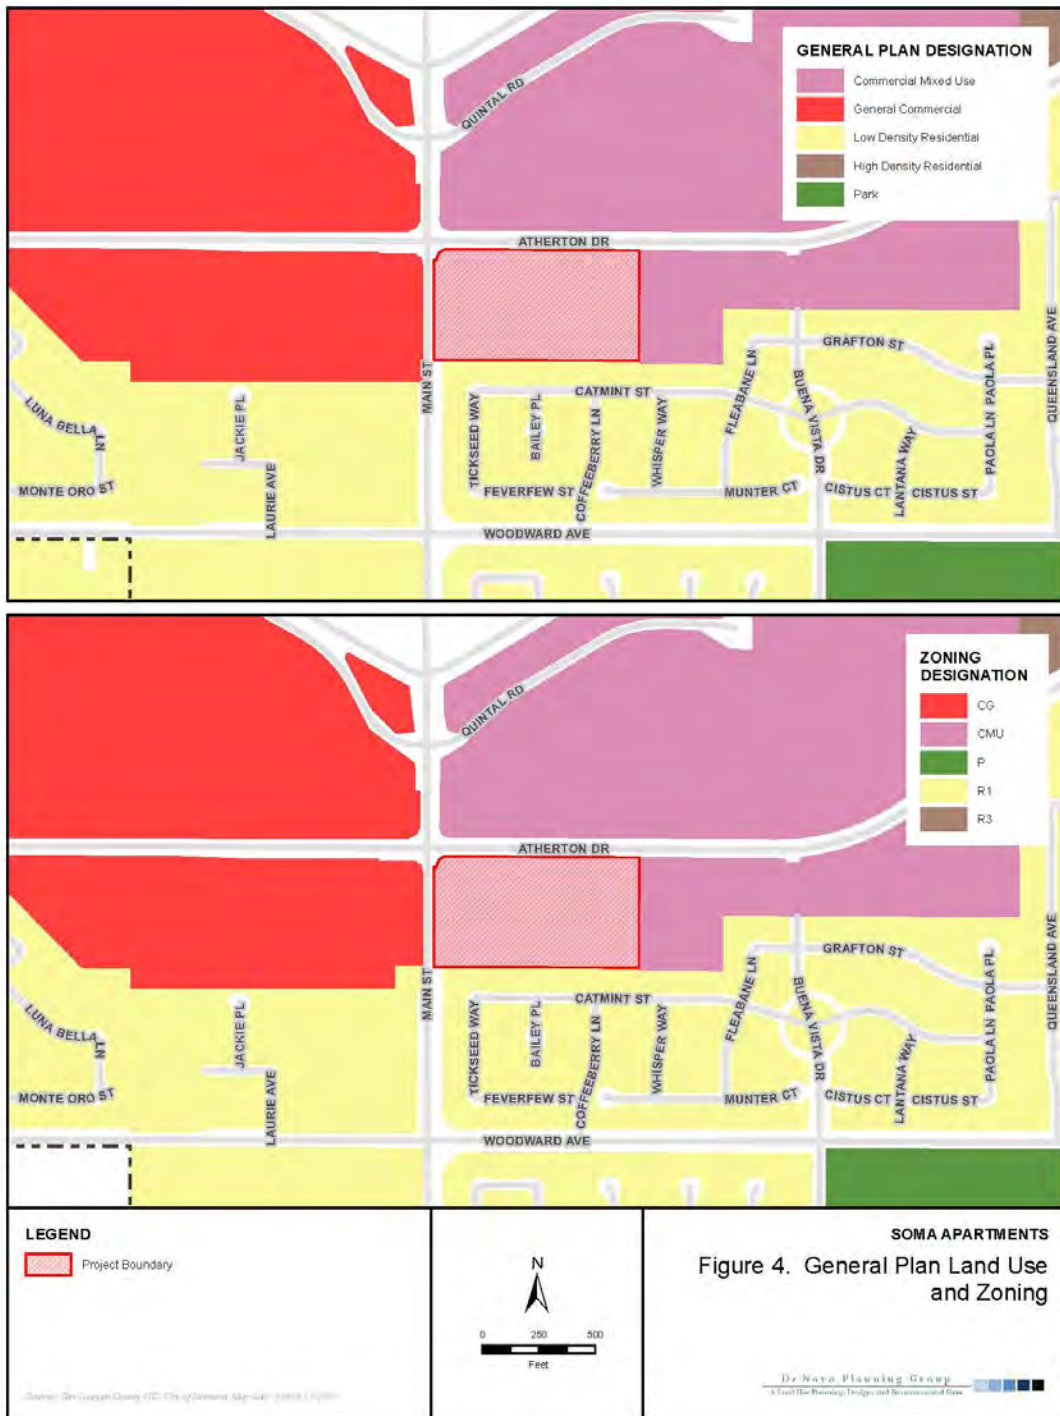 GENERAL PLAN DESIGNATION
Commercial Mixed Use
General Commercial
Low Density Residential
High Density Residential
Park
QUINTAL RD
ATHERTON DR
MAIN ST
QUEENSLAND AVE
GRAFTON ST
PAOLA PL
CATMINT ST
FLEABANE LN
BUENA VISTA DR
LUNA BELLA
LN
JACKIE PL
TICKSEED WAY
BAILEY PL
COFFEEBERRY LN
WHISPER WAY
LANTANA WAY
PAOLA LN
MONTE ORO ST
LAURIE AVE
FEVERFEW ST
MUNTER CT
CISTUS CT
CISTUS ST
WOODWARD AVE
ZONING
DESIGNATION
CG
CMU
P
R1
R3
QUINTAL RD
ATHERTON DR
MAIN ST
QUEENSLAND AVE
GRAFTON ST
PAOLA PL
CATMINT ST
FLEABANE LN
BUENA VISTA DR
LUNA BELLA
LN
JACKIE PL
TICKSEED WAY
BAILEY PL
COFFEEBERRY LN
WHISPER WAY
LANTANA WAY
PAOLA LN
MONTE ORO ST
LAURIE AVE
FEVERFEW ST
MUNTER CT
CISTUS CT
CISTUS ST
WOODWARD AVE
LEGEND
Project Boundary
N
0 250 500
Feet
SOMA APARTMENTS
Figure 4. General Plan Land Use
and Zoning
De Novo Planning Group
A Land Use Planning, Design, and Environmental Firm